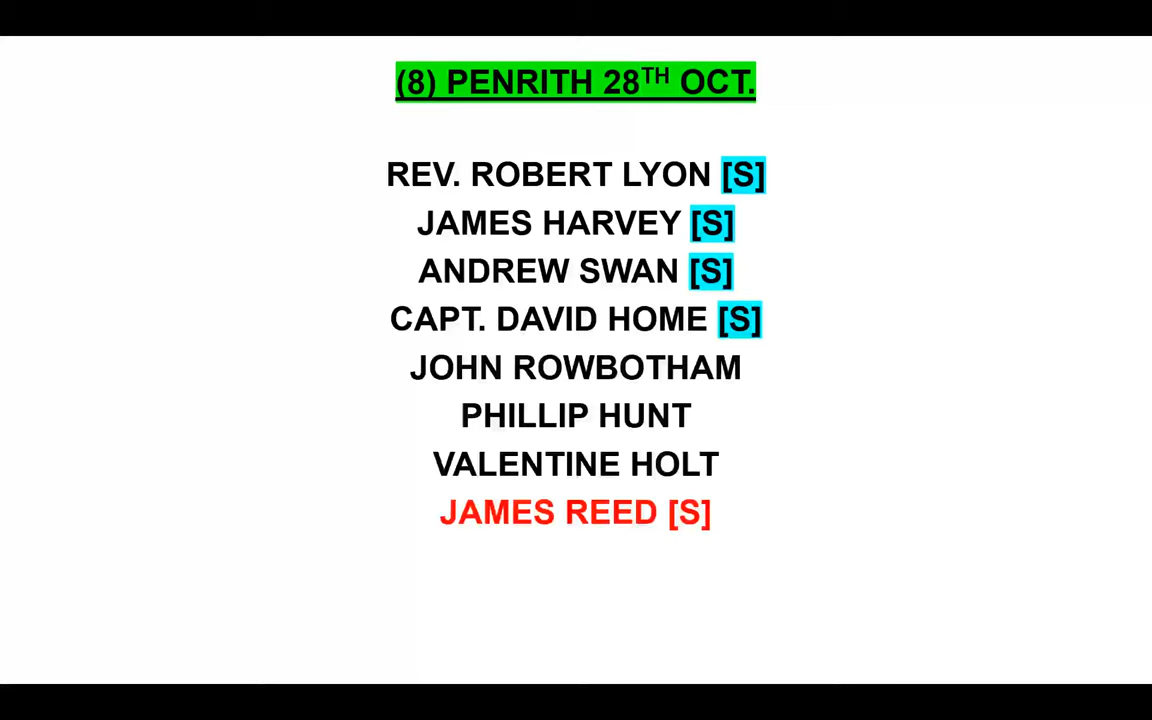 (8) PENRITH 28TH OCT.
REV. ROBERT LYON [S]
JAMES HARVEY [S]
ANDREW SWAN [S]
CAPT. DAVID HOME [S]
JOHN ROWBOTHAM
PHILLIP HUNT
VALENTINE HOLT
JAMES REED [S]